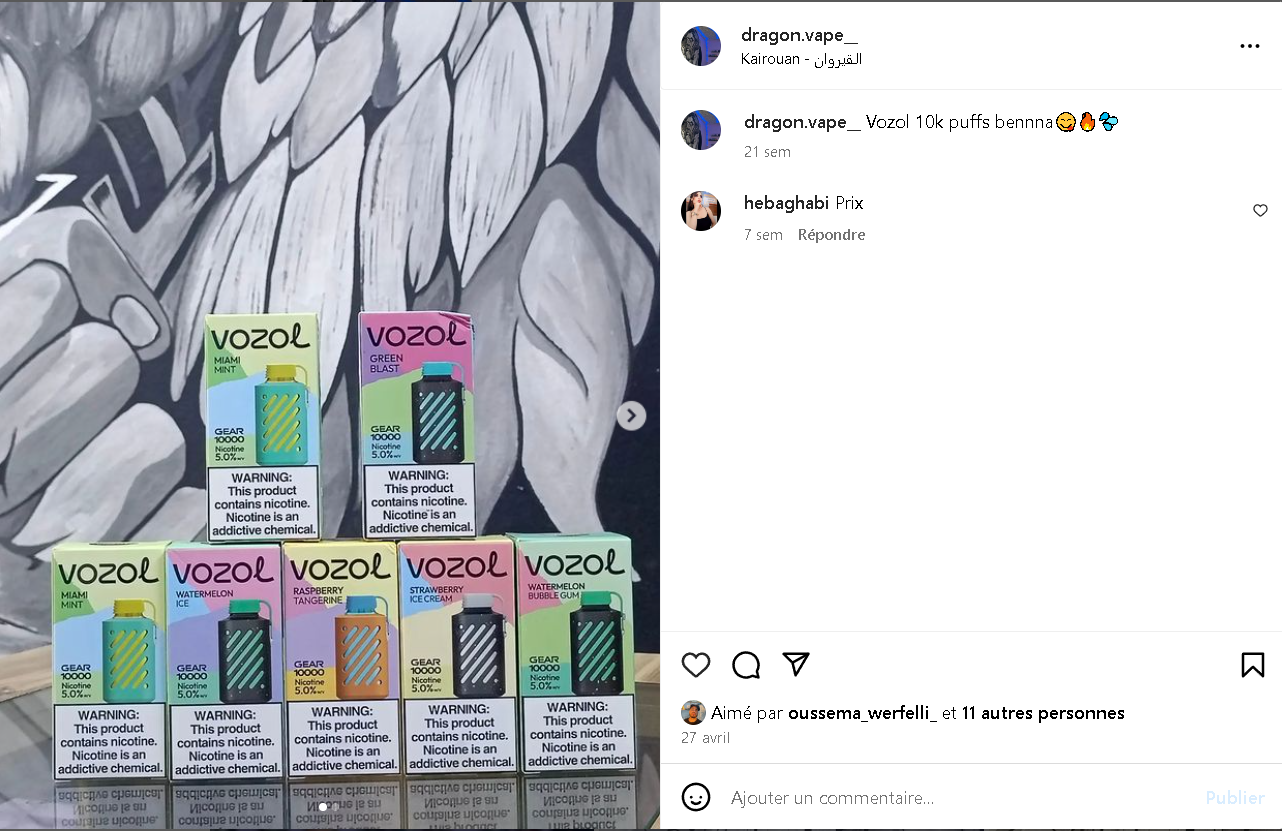 VOZOL
MIAMI
MINT
GEAR
10000
Nicotine
5.0%
WARNING:
This product
contains nicotine.
Nicotine is an
addictive chemical.
VOZOL
GREEN
BLAST
GEAR
10000
Nicotine
5.0%
WARNING:
This product
contains nicotine.
Nicotine is an
addictive chemical.
VOZOL
MIAMI
MINT
GEAR
10000
Nicotine
5.0%
WARNING:
This product
contains nicotine.
Nicotine is an
addictive chemical.
VOZOL
WATERMELON
ICE
GEAR
10000
Nicotine
5.0%
WARNING:
This product
contains nicotine.
Nicotine is an
addictive chemical.
VOZOL
RASPBERRY
TANGERINE
GEAR
10000
Nicotine
5.0%
WARNING:
This product
contains nicotine.
Nicotine is an
addictive chemical.
VOZOL
STRAWBERRY
ICE CREAM
GEAR
10000
Nicotine
5.0%
WARNING:
This product
contains nicotine.
Nicotine is an
addictive chemical.
VOZOL
WATERMELON
BUBBLE GUM
GEAR
10000
Nicotine
5.0%
WARNING:
This product
contains nicotine.
Nicotine is an
addictive chemical.
dragon.vape__
Kairouan - القيروان
dragon.vape__ Vozol 10k puffs bennna😋🔥💨
21 sem
hebaghabi Prix
7 sem Répondre
Aimé par oussema_werfelli_ et 11 autres personnes
27 avril
Ajouter un commentaire...
Publier